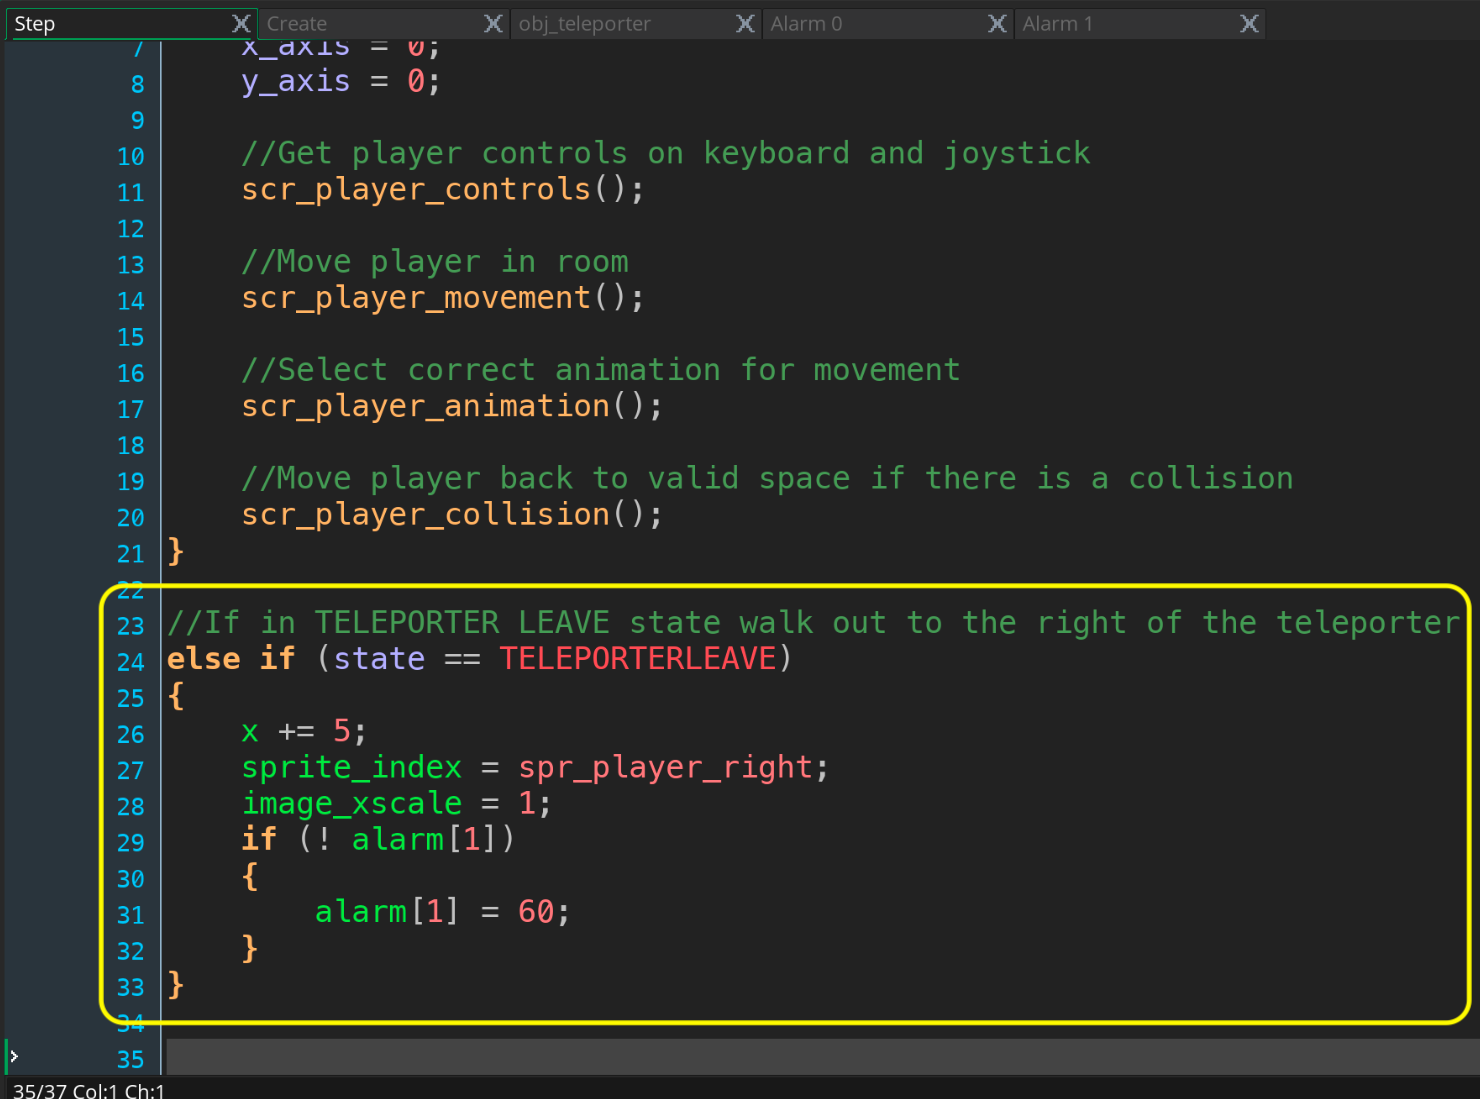 Step Create obj_teleporter Alarm 0 Alarm 1
7 x_axis = 0;
8 y_axis = 0;
9
10 //Get player controls on keyboard and joystick
11 scr_player_controls();
12
13 //Move player in room
14 scr_player_movement();
15
16 //Select correct animation for movement
17 scr_player_animation();
18
19 //Move player back to valid space if there is a collision
20 scr_player_collision();
21 }
22
23 //If in TELEPORTER LEAVE state walk out to the right of the teleporter
24 else if (state == TELEPORTERLEAVE)
25 {
26 x += 5;
27 sprite_index = spr_player_right;
28 image_xscale = 1;
29 if (! alarm[1])
30 {
31 alarm[1] = 60;
32 }
33 }
34
35
35/37 Col:1 Ch:1